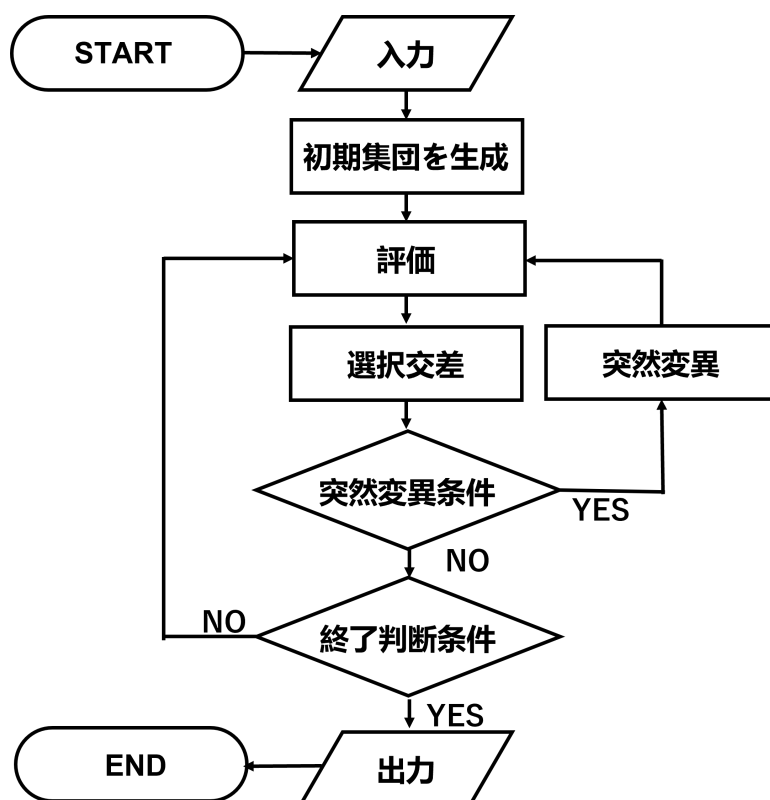 START
入力
初期集団を生成
評価
選択交差
突然変異
突然変異条件
YES
NO
NO
終了判断条件
YES
END
出力